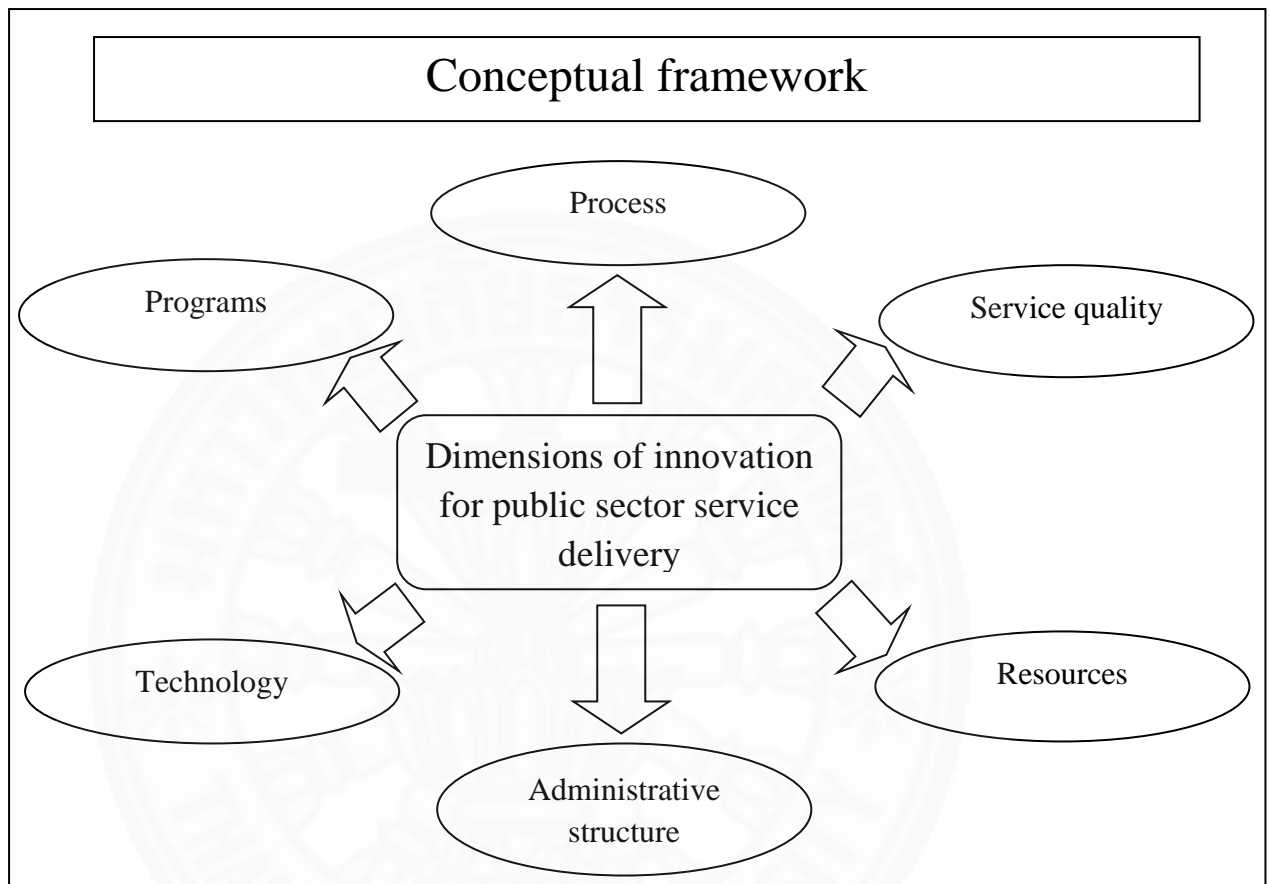 Conceptual framework
Process
Programs
Service quality
Dimensions of innovation
for public sector service
delivery
Technology
Resources
Administrative
structure